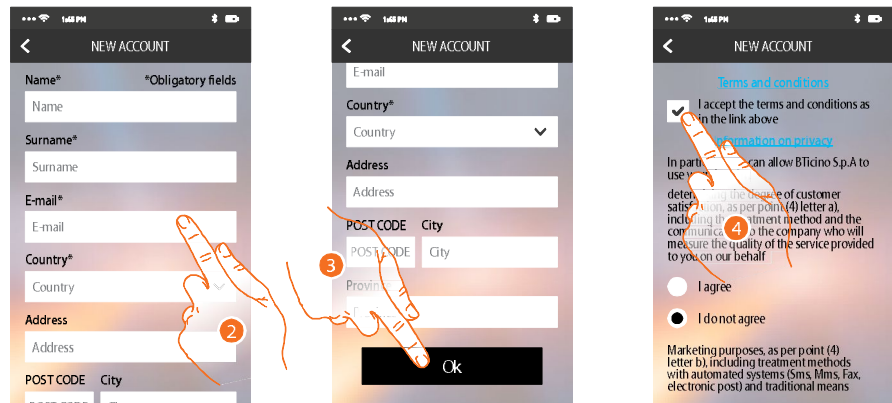 1:48 PM
NEW ACCOUNT
Name* *Obligatory fields
Name
Surname*
Surname
E-mail*
E-mail
Country*
Country
Address
Address
POST CODE City
2
1:48 PM
NEW ACCOUNT
E-mail
Country*
Country
Address
Address
POST CODE City
POST CODE City
3
Ok
1:48 PM
NEW ACCOUNT
Terms and conditions
I accept the terms and conditions as
in the link above
on privacy
can allow BTicino S.p.A to
use
the degree of customer
as per point (4) letter a),
method and the
the company who will
measure the quality of the service provided
to you on our behalf
4
I agree
I do not agree
Marketing purposes, as per point (4)
letter b), including treatment methods
with automated systems (Sms, Mms, Fax,
electronic post) and traditional means